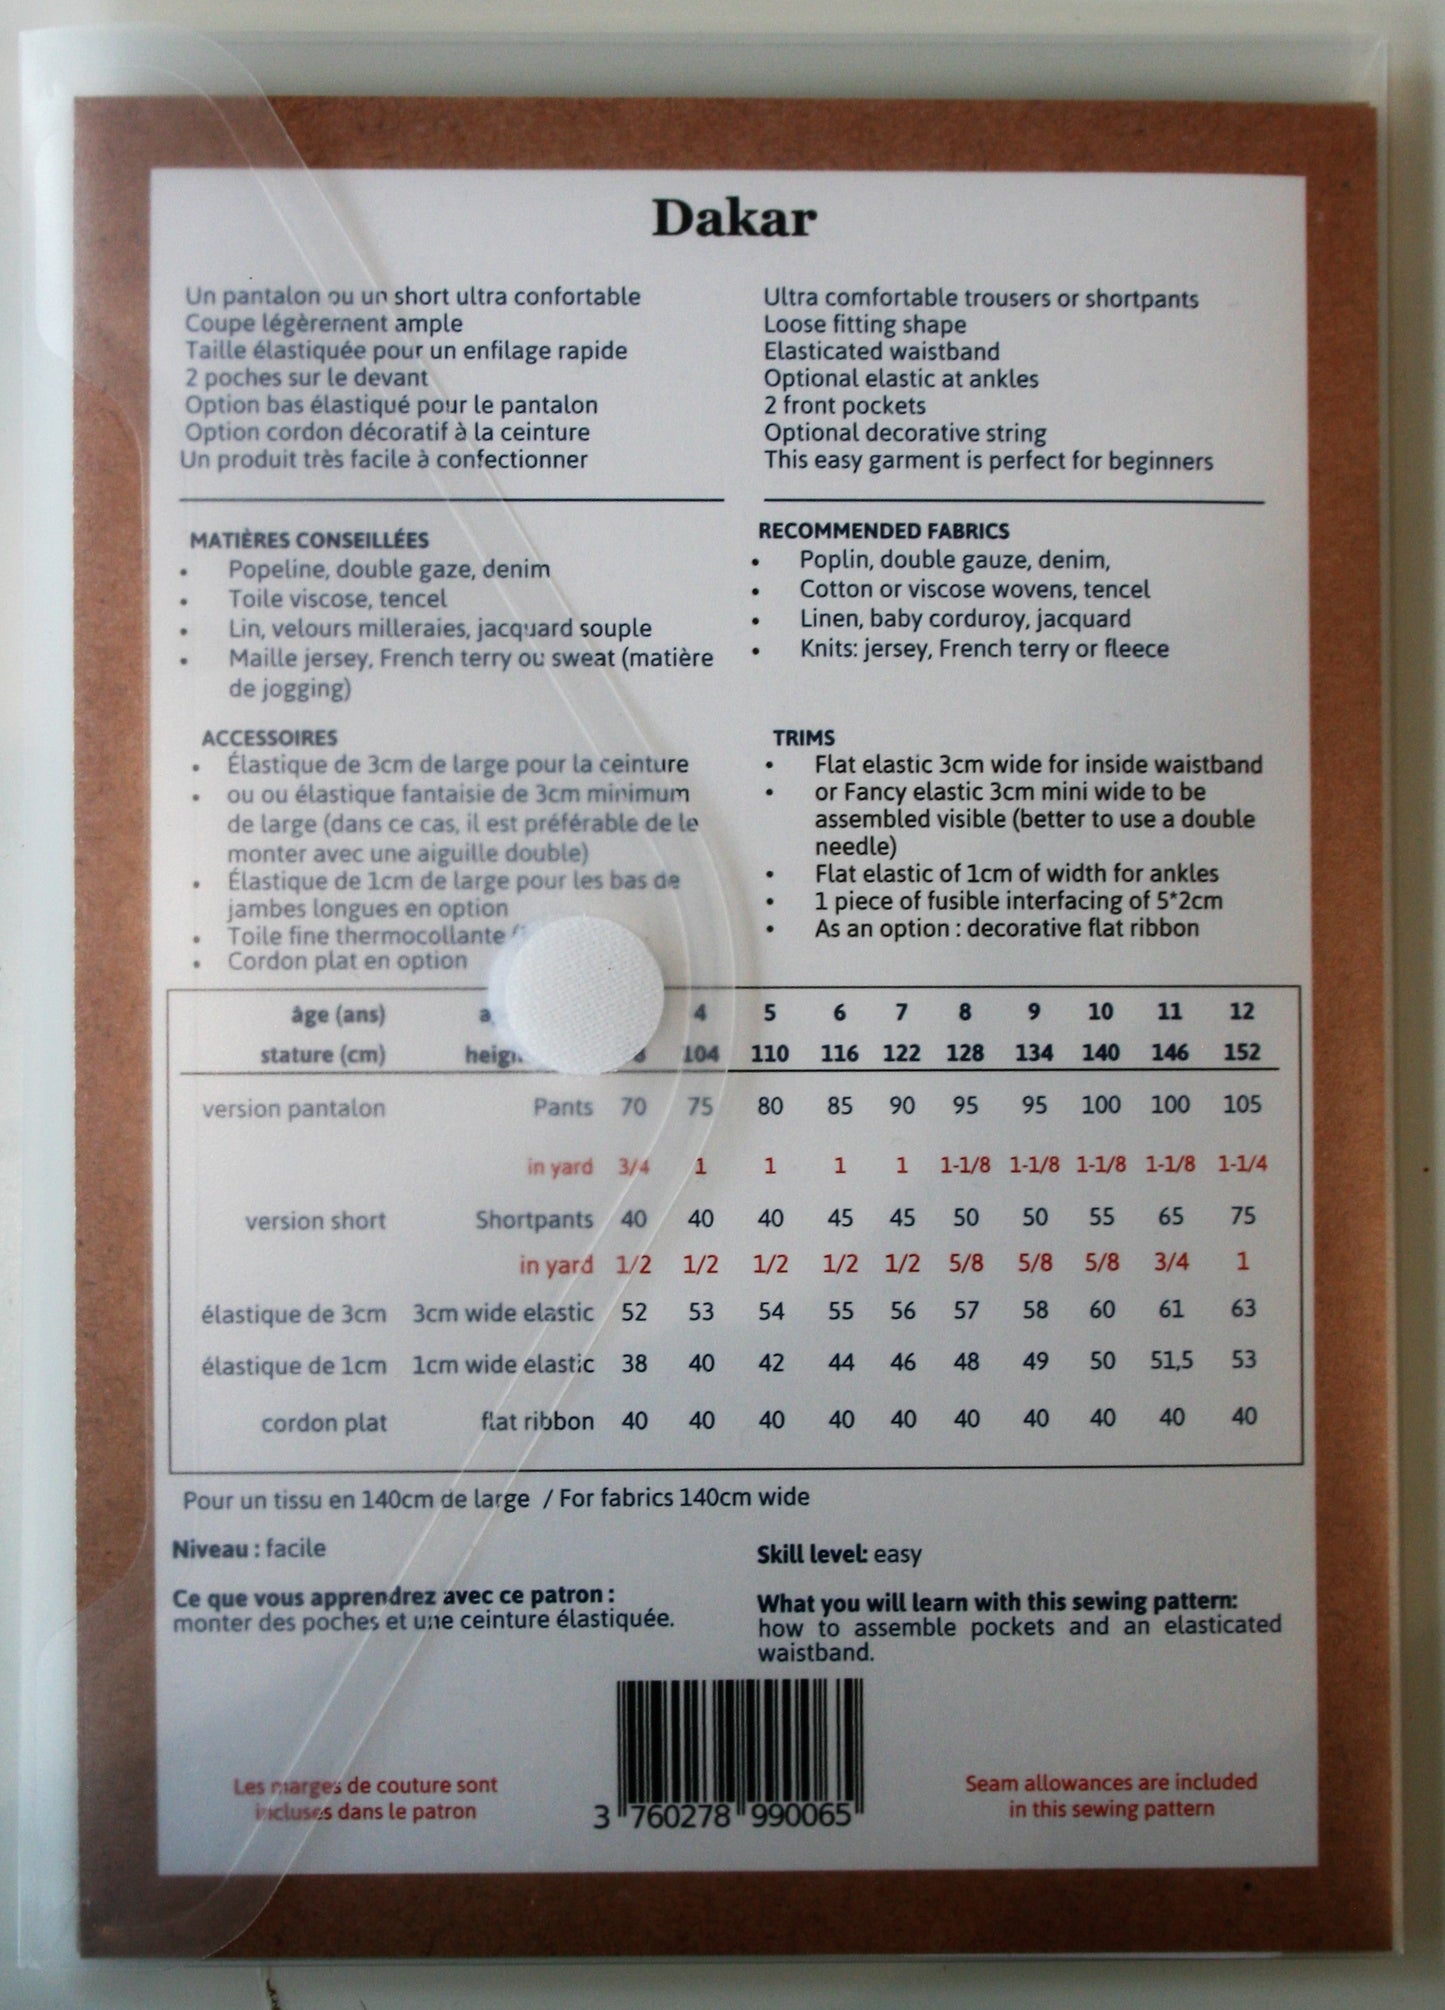 Dakar
Un pantalon ou un short ultra confortable
Coupe légèrement ample
Taille élastiquée pour un enfilage rapide
2 poches sur le devant
Option bas élastiqué pour le pantalon
Option cordon décoratif à la ceinture
Un produit très facile à confectionner
Ultra comfortable trousers or shortpants
Loose fitting shape
Elasticated waistband
Optional elastic at ankles
2 front pockets
Optional decorative string
This easy garment is perfect for beginners
MATIÈRES CONSEILLÉES
• Popeline, double gaze, denim
• Toile viscose, tencel
• Lin, velours milleraies, jacquard souple
• Maille jersey, French terry ou sweat (matière
de jogging)
RECOMMENDED FABRICS
• Poplin, double gauze, denim,
• Cotton or viscose wovens, tencel
• Linen, baby corduroy, jacquard
• Knits: jersey, French terry or fleece
ACCESSOIRES
• Élastique de 3cm de large pour la ceinture
• ou ou élastique fantaisie de 3cm minimum
de large (dans ce cas, il est préférable de le
monter avec une aiguille double)
• Élastique de 1cm de large pour les bas de
jambes longues en option
• Toile fine thermocollante
• Cordon plat en option
TRIMS
• Flat elastic 3cm wide for inside waistband
• or Fancy elastic 3cm mini wide to be
assembled visible (better to use a double
needle)
• Flat elastic of 1cm of width for ankles
• 1 piece of fusible interfacing of 5*2cm
• As an option : decorative flat ribbon
âge (ans) 4 5 6 7 8 9 10 11 12
stature (cm) 104 110 116 122 128 134 140 146 152
version pantalon Pants 70 75 80 85 90 95 95 100 100 105
in yard 3/4 1 1 1 1 1-1/8 1-1/8 1-1/8 1-1/8 1-1/4
version short Shortpants 40 40 40 45 45 50 50 55 65 75
in yard 1/2 1/2 1/2 1/2 1/2 5/8 5/8 5/8 3/4 1
élastique de 3cm 3cm wide elastic 52 53 54 55 56 57 58 60 61 63
élastique de 1cm 1cm wide elastic 38 40 42 44 46 48 49 50 51,5 53
cordon plat flat ribbon 40 40 40 40 40 40 40 40 40 40
Pour un tissu en 140cm de large / For fabrics 140cm wide
Niveau : facile
Ce que vous apprendrez avec ce patron :
monter des poches et une ceinture élastiquée.
Skill level: easy
What you will learn with this sewing pattern:
how to assemble pockets and an elasticated
waistband.
Les marges de couture sont
incluses dans le patron
3 760278 990065
Seam allowances are included
in this sewing pattern